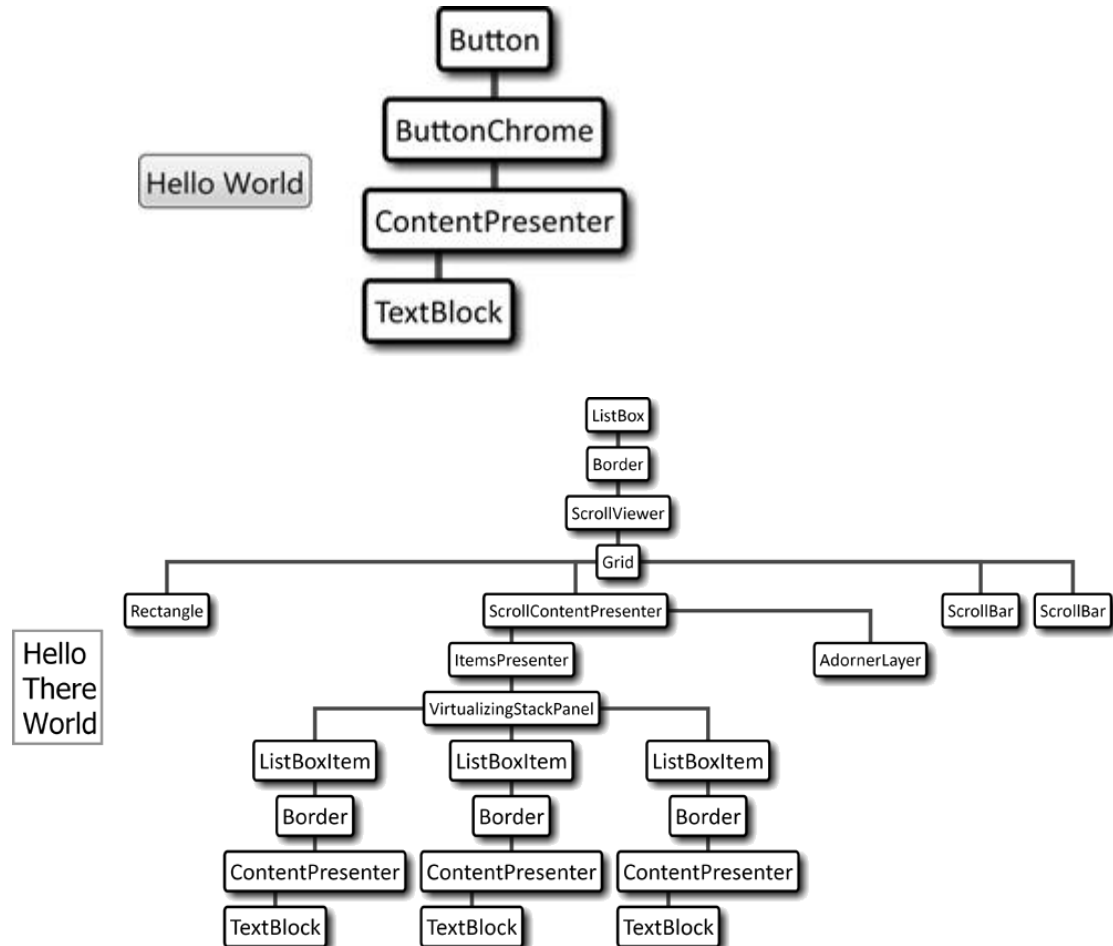 Button
ButtonChrome
Hello World
ContentPresenter
TextBlock
ListBox
Border
ScrollViewer
Grid
Rectangle
ScrollContentPresenter
ScrollBar
ScrollBar
Hello
There
World
ItemsPresenter
AdornerLayer
VirtualizingStackPanel
ListBoxItem
ListBoxItem
ListBoxItem
Border
Border
Border
ContentPresenter
ContentPresenter
ContentPresenter
TextBlock
TextBlock
TextBlock